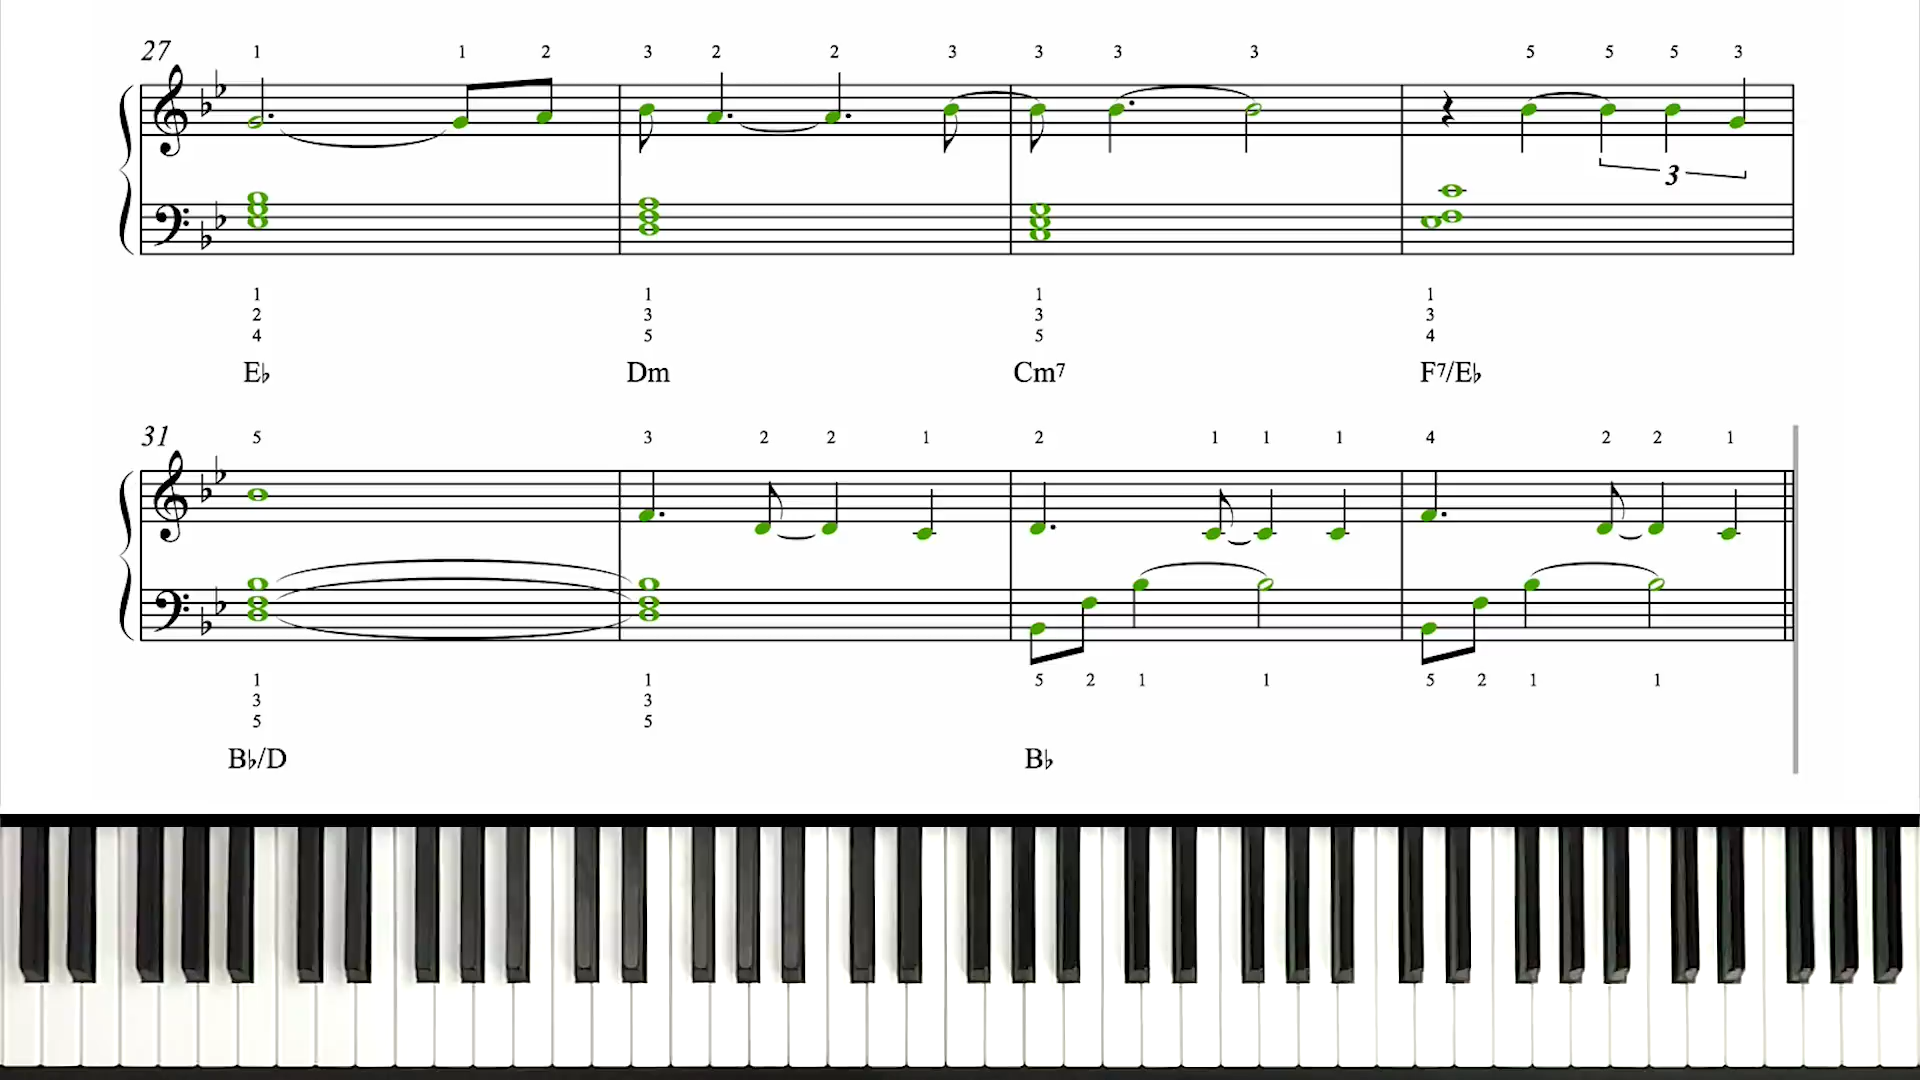 27 1 1 2 3 2 2 3 3 3 3 5 5 5 3
3
1 1 1 1
2 3 3 3
4 5 5 4
E♭ Dm Cm7 F7/E♭
31 5 3 2 2 1 2 1 1 1 4 2 2 1
1 1 5 2 1 1 5 2 1 1
3 3
5 5
B♭/D B♭